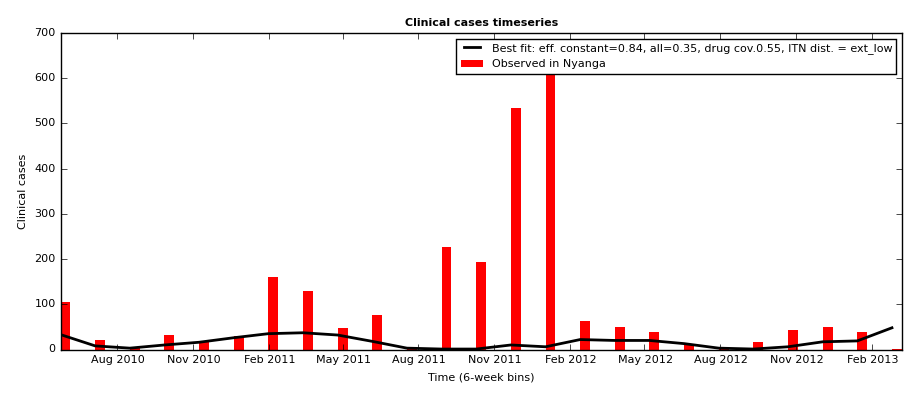 Clinical cases timeseries
Best fit: eff. constant=0.84, all=0.35, drug cov.0.55, ITN dist. = ext_low
Observed in Nyanga
Clinical cases
700
600
500
400
300
200
100
0
Aug 2010 Nov 2010 Feb 2011 May 2011 Aug 2011 Nov 2011 Feb 2012 May 2012 Aug 2012 Nov 2012 Feb 2013
Time (6-week bins)